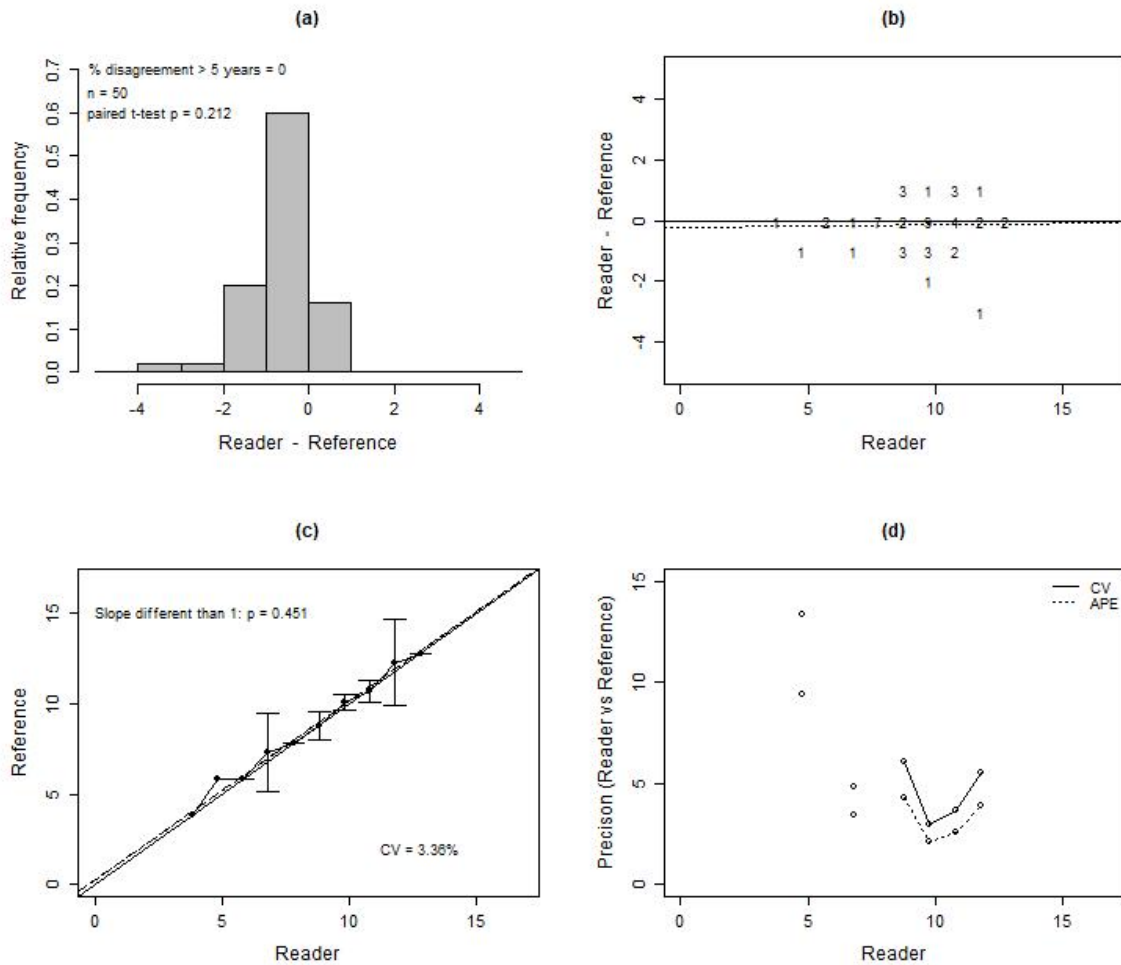 (a)
% disagreement > 5 years = 0
n = 50
paired t-test p = 0.212
Relative frequency
0.7
0.6
0.5
0.4
0.3
0.2
0.1
0.0
-4 -2 0 2 4
Reader - Reference
(b)
Reader - Reference
4
2
0
-2
-4
3 1 3 1
1 2 1 7 2 4 2 2
1 1 3 3 2
1
1
0 5 10 15
Reader
(c)
Slope different than 1: p = 0.451
Reference
15
10
5
0
CV = 3.36%
0 5 10 15
Reader
(d)
CV
APE
Precison (Reader vs Reference)
15
10
5
0
0 5 10 15
Reader